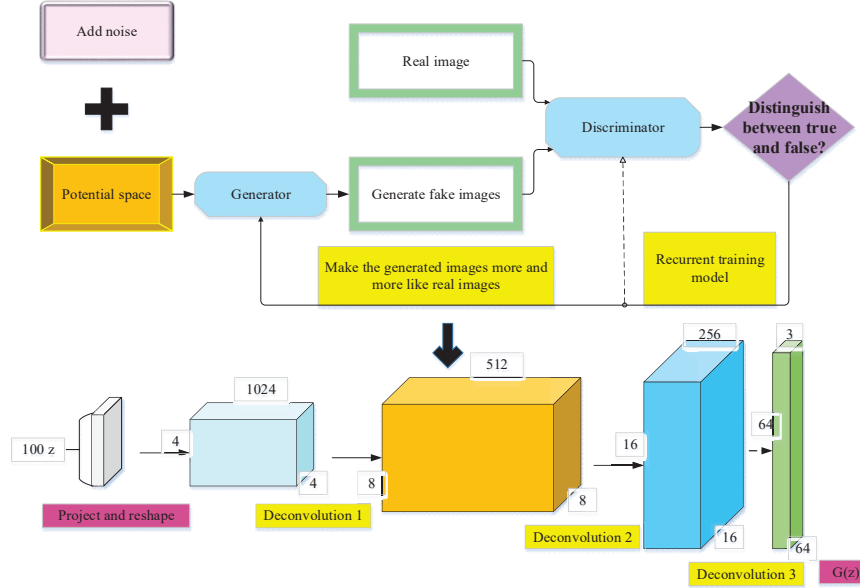 Add noise
Real image
Discriminator
Distinguish
between true
and false?
Potential space
Generator
Generate fake images
Make the generated images more and
more like real images
Recurrent training
model
100 z
Project and reshape
4
1024
4
Deconvolution 1
8
512
8
Deconvolution 2
16
256
16
Deconvolution 3
64
3
64
G(z)